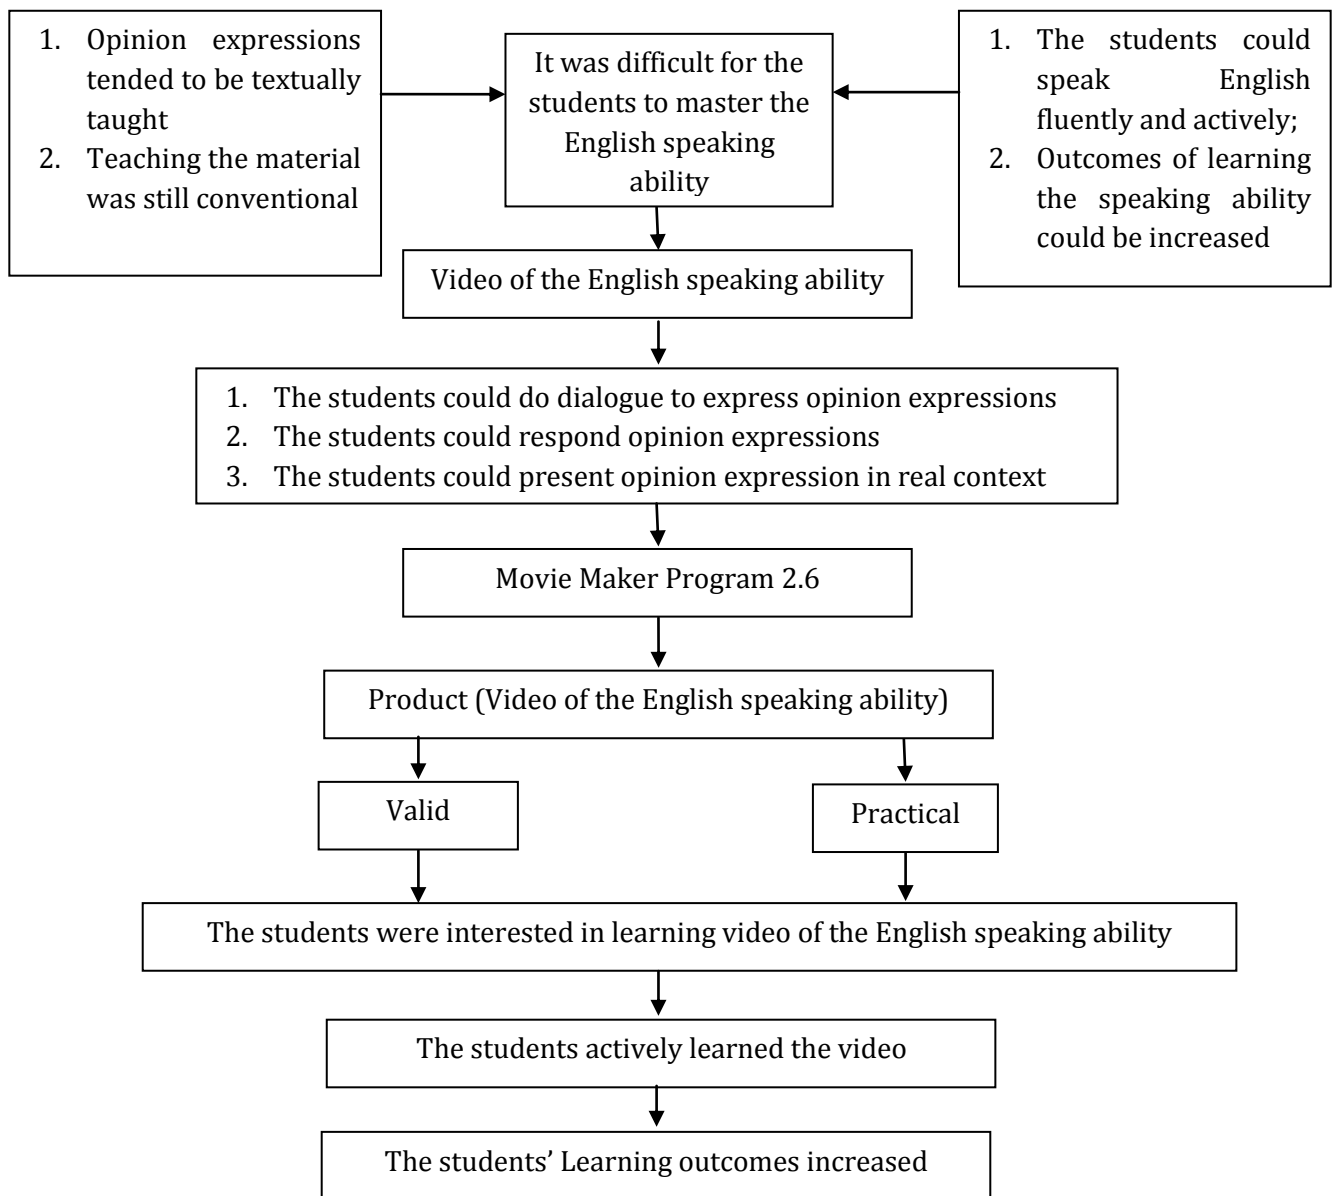 1. Opinion expressions
tended to be textually
taught
2. Teaching the material
was still conventional
It was difficult for the
students to master the
English speaking
ability
1. The students could
speak English
fluently and actively;
2. Outcomes of learning
the speaking ability
could be increased
Video of the English speaking ability
1. The students could do dialogue to express opinion expressions
2. The students could respond opinion expressions
3. The students could present opinion expression in real context
Movie Maker Program 2.6
Product (Video of the English speaking ability)
Valid
Practical
The students were interested in learning video of the English speaking ability
The students actively learned the video
The students’ Learning outcomes increased